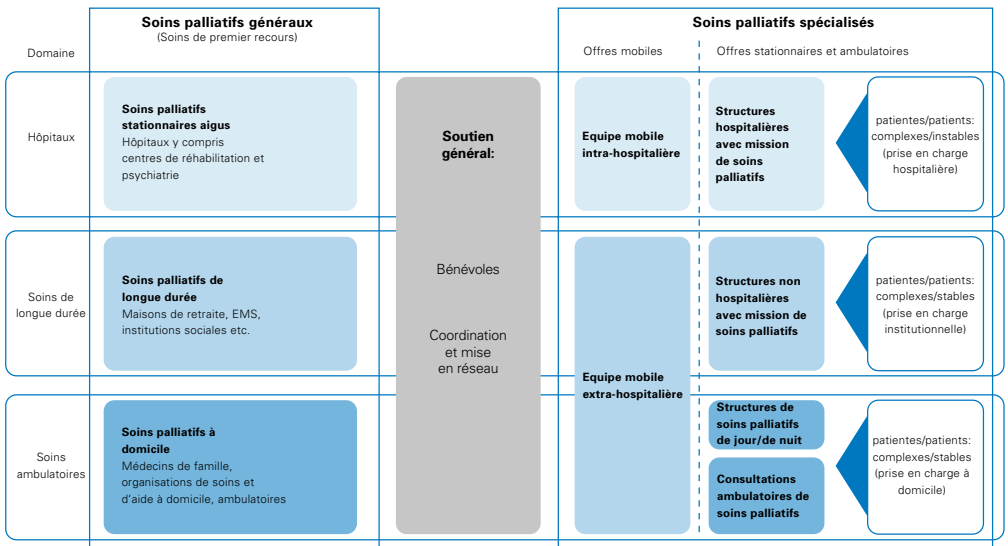 Soins palliatifs généraux
(Soins de premier recours)
Soins palliatifs spécialisés
Domaine
Offres mobiles
Offres stationnaires et ambulatoires
Hôpitaux
Soins palliatifs
stationnaires aigus
Hôpitaux y compris
centres de réhabilitation et
psychiatrie
Soutien
général:
Bénévoles
Coordination
et mise
en réseau
Equipe mobile
intra-hospitalière
Structures
hospitalières
avec mission
de soins
palliatifs
patientes/patients:
complexes/instables
(prise en charge
hospitalière)
Soins de
longue durée
Soins palliatifs de
longue durée
Maisons de retraite, EMS,
institutions sociales etc.
Equipe mobile
extra-hospitalière
Structures non
hospitalières
avec mission de
soins palliatifs
patientes/patients:
complexes/stables
(prise en charge
institutionnelle)
Soins
ambulatoires
Soins palliatifs à
domicile
Médecins de famille,
organisations de soins et
d'aide à domicile, ambulatoires
Structures de
soins palliatifs
de jour/de nuit
Consultations
ambulatoires de
soins palliatifs
patientes/patients:
complexes/stables
(prise en charge à
domicile)